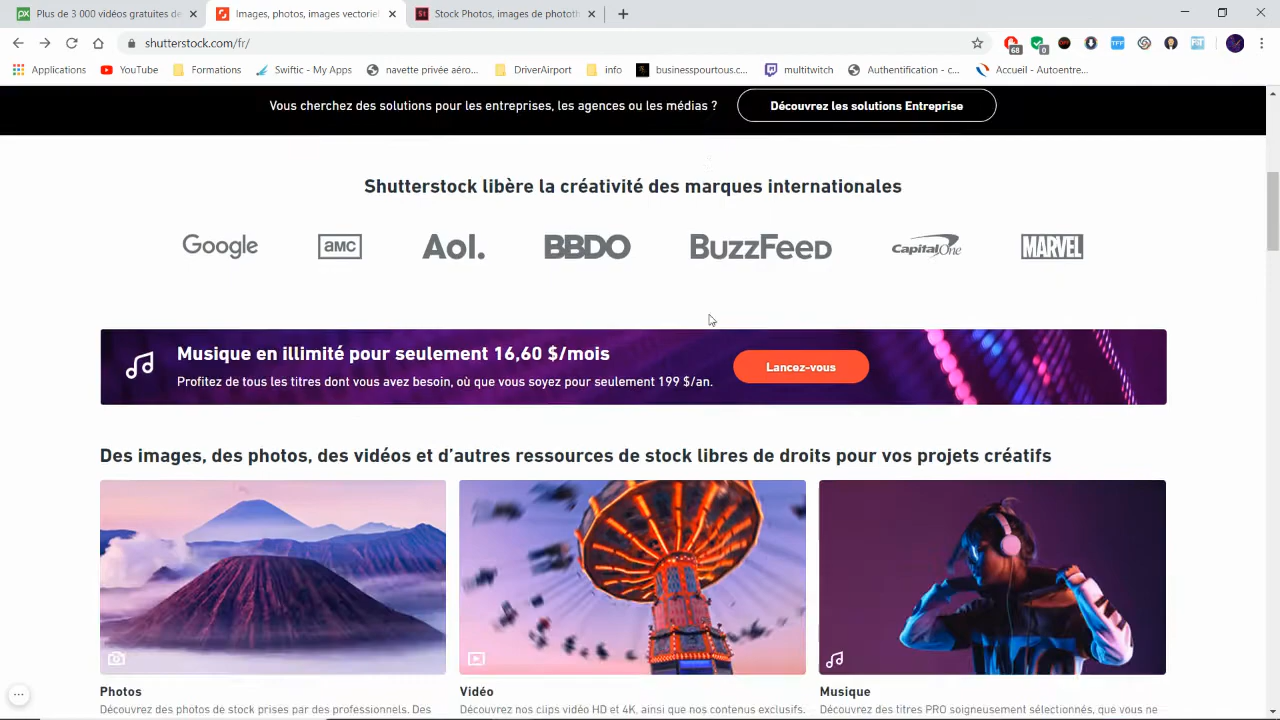 Plus de 3 000 vidéos gratuites de
Images, photos, images vectoriel
Stock Photos, images de phototh
shutterstock.com/fr/
68
0
Applications
YouTube
Formations
Swiftic - My Apps
navette privée aéro...
DriveAirport
info
businesspourtous.c...
multitwitch
Authentification - c...
Accueil - Autoentre...
Vous cherchez des solutions pour les entreprises, les agences ou les médias ?
Découvrez les solutions Entreprise
Shutterstock libère la créativité des marques internationales
Google
aMC
Aol.
BBDO
BuzzFeed
Capital One
MARVEL
Musique en illimité pour seulement 16,60 $/mois
Profitez de tous les titres dont vous avez besoin, où que vous soyez pour seulement 199 $/an.
Lancez-vous
Des images, des photos, des vidéos et d'autres ressources de stock libres de droits pour vos projets créatifs
Photos
Découvrez des photos de stock prises par des professionnels. Des
Vidéo
Découvrez nos clips vidéo HD et 4K, ainsi que nos contenus exclusifs.
Musique
Découvrez des titres PRO soigneusement sélectionnés, que vous ne